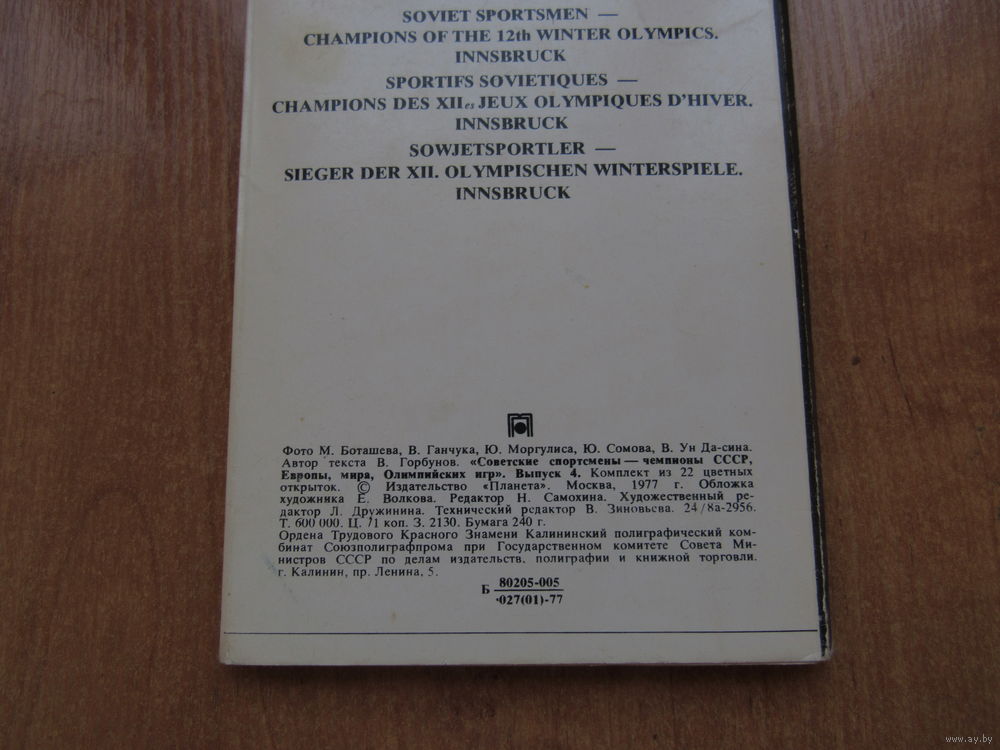 SOVIET SPORTSMEN —
CHAMPIONS OF THE 12th WINTER OLYMPICS.
INNSBRUCK
SPORTIFS SOVIETIQUES —
CHAMPIONS DES XIIes JEUX OLYMPIQUES D'HIVER.
INNSBRUCK
SOWJETSPORTLER —
SIEGER DER XII. OLYMPISCHEN WINTERSPIELE.
INNSBRUCK
Фото М. Боташева, В. Ганчука, Ю. Моргулиса, Ю. Сомова, В. Ун Да-сина.
Автор текста В. Горбунов. «Советские спортсмены — чемпионы СССР,
Европы, мира, Олимпийских игр». Выпуск 4. Комплект из 22 цветных
открыток. © Издательство «Планета». Москва, 1977 г. Обложка
художника Е. Волкова. Редактор Н. Самохина. Художественный ре-
дактор Л. Дружинина. Технический редактор В. Зиновьева. 24/8а-2956.
Т. 600 000. Ц. 71 коп. З. 2130. Бумага 240 г.
Ордена Трудового Красного Знамени Калининский полиграфический ком-
бинат Союзполиграфпрома при Государственном комитете Совета Ми-
нистров СССР по делам издательств, полиграфии и книжной торговли.
г. Калинин, пр. Ленина, 5.
Б 80205-005
027(01)-77
www.ay.by